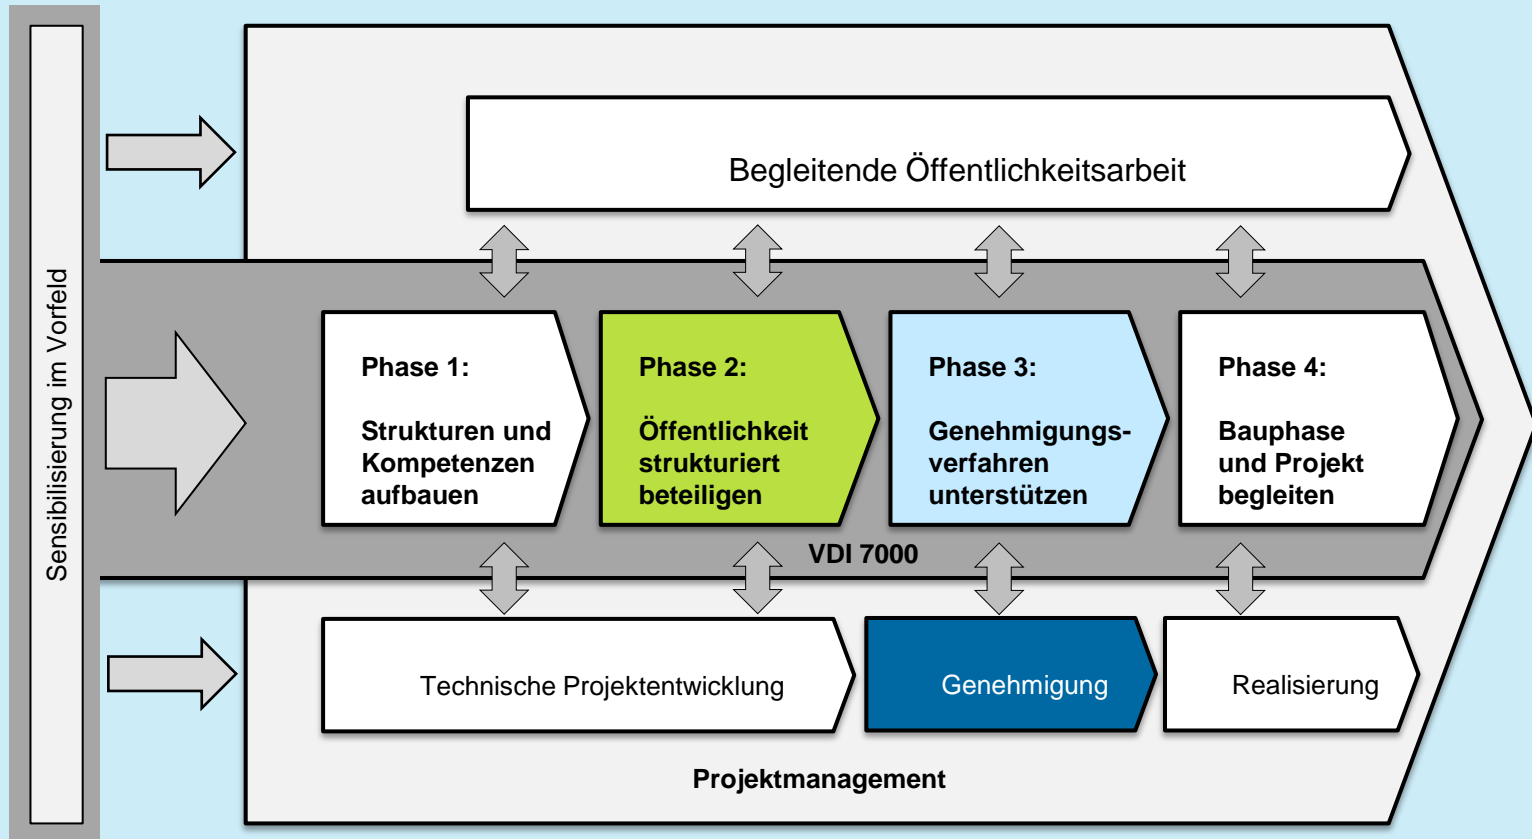 Sensibilisierung im Vorfeld
Begleitende Öffentlichkeitsarbeit
Phase 1:
Strukturen und
Kompetenzen
aufbauen
Phase 2:
Öffentlichkeit
strukturiert
beteiligen
Phase 3:
Genehmigungs-
verfahren
unterstützen
Phase 4:
Bauphase
und Projekt
begleiten
VDI 7000
Technische Projektentwicklung
Genehmigung
Realisierung
Projektmanagement